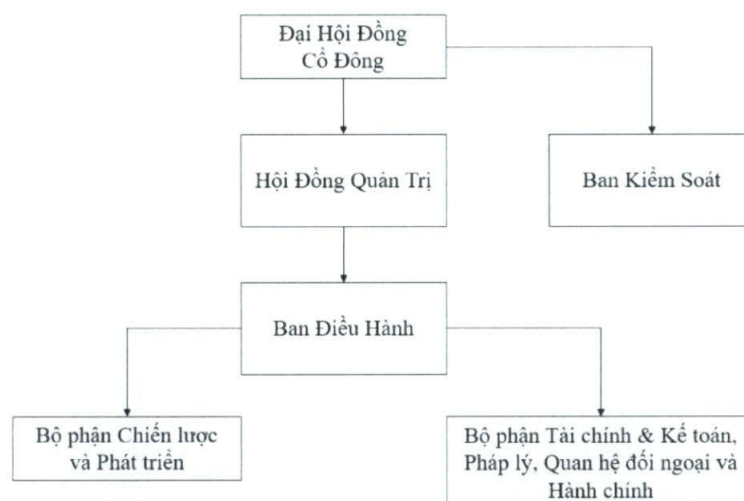 Đại Hội Đồng
Cổ Đông
Hội Đồng Quản Trị
Ban Kiểm Soát
Ban Điều Hành
Bộ phận Chiến lược
và Phát triển
Bộ phận Tài chính & Kế toán,
Pháp lý, Quan hệ đối ngoại và
Hành chính